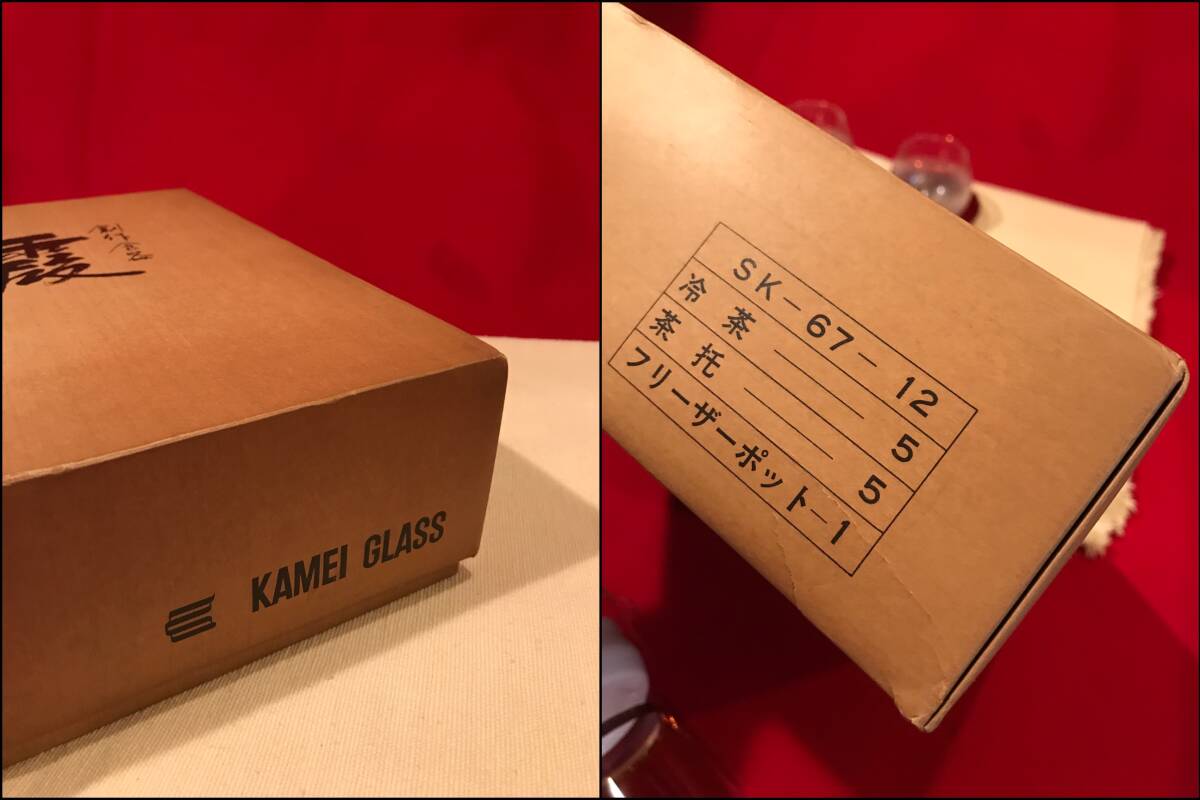 KAMEI GLASS
SK-67-12
冷茶——5
茶托——5
フリーザーポット-1